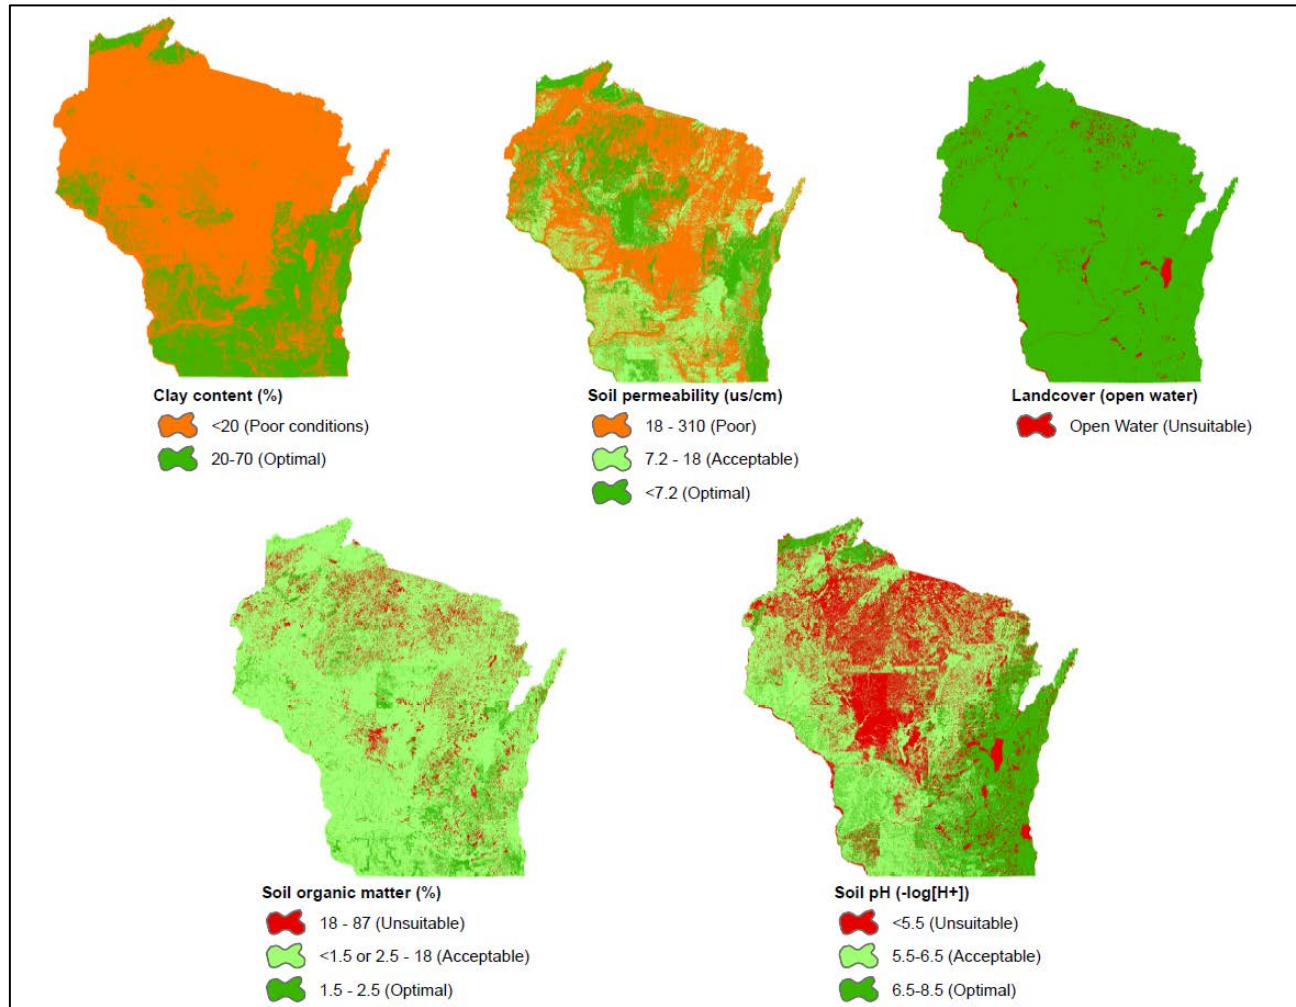 Clay content (%)
<20 (Poor conditions)
20-70 (Optimal)
Soil permeability (us/cm)
18 - 310 (Poor)
7.2 - 18 (Acceptable)
<7.2 (Optimal)
Landcover (open water)
Open Water (Unsuitable)
Soil organic matter (%)
18 - 87 (Unsuitable)
<1.5 or 2.5 - 18 (Acceptable)
1.5 - 2.5 (Optimal)
Soil pH (-log[H+])
<5.5 (Unsuitable)
5.5-6.5 (Acceptable)
6.5-8.5 (Optimal)